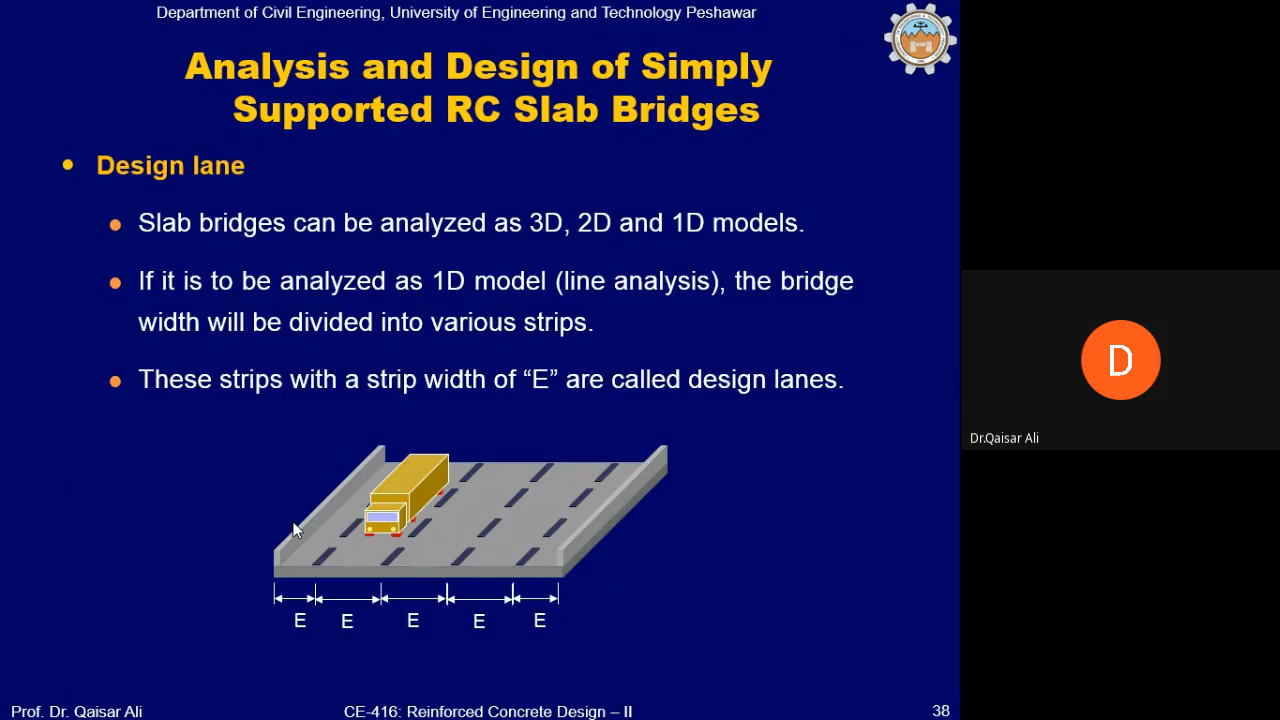 Department of Civil Engineering, University of Engineering and Technology Peshawar
Analysis and Design of Simply
Supported RC Slab Bridges
• Design lane
• Slab bridges can be analyzed as 3D, 2D and 1D models.
• If it is to be analyzed as 1D model (line analysis), the bridge
width will be divided into various strips.
• These strips with a strip width of “E” are called design lanes.
E E E E E
D
Dr.Qaisar Ali
Prof. Dr. Qaisar Ali CE-416: Reinforced Concrete Design – II 38